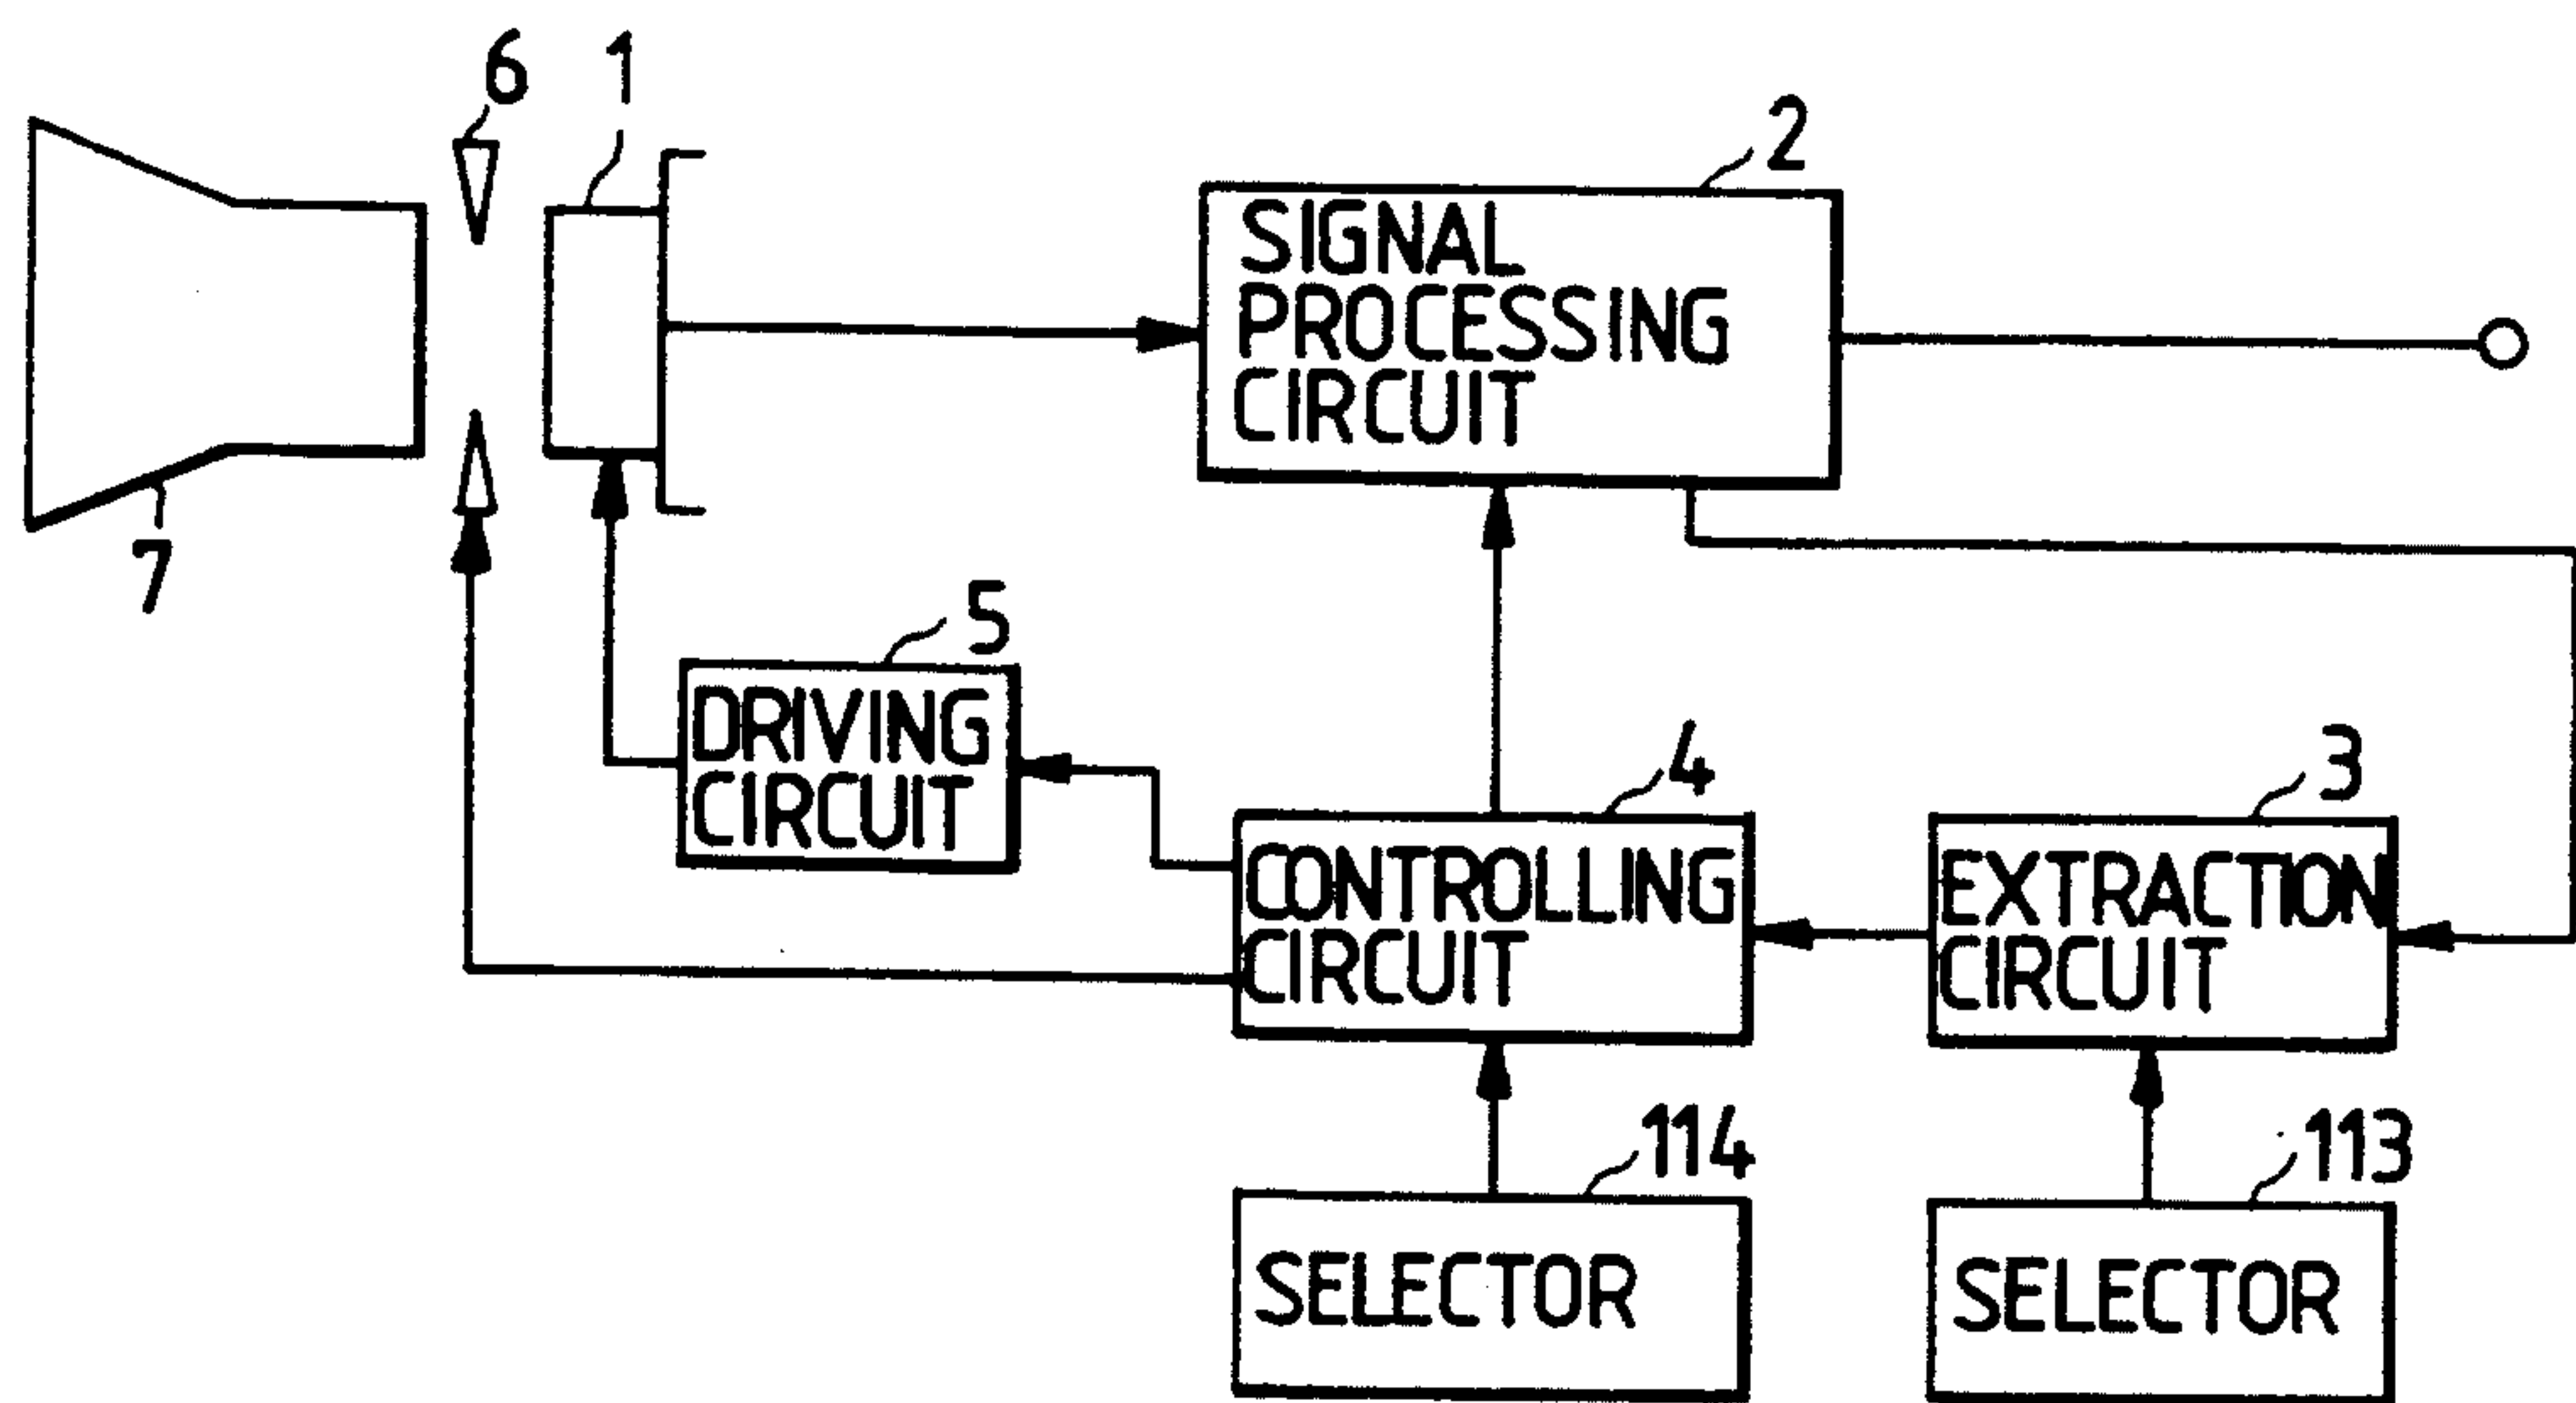 6
1
2
SIGNAL
PROCESSING
CIRCUIT
7
5
DRIVING
CIRCUIT
4
CONTROLLING
CIRCUIT
3
EXTRACTION
CIRCUIT
114
SELECTOR
113
SELECTOR